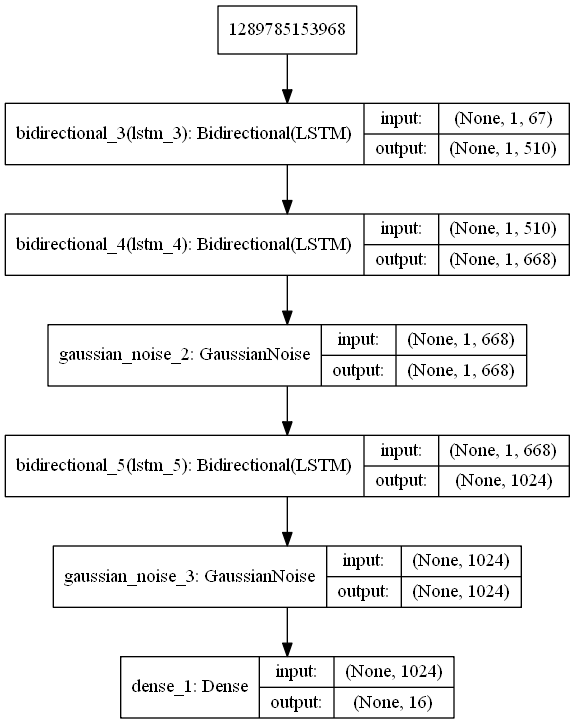 1289785153968
bidirectional_3(lstm_3): Bidirectional(LSTM)
input:
(None, 1, 67)
output:
(None, 1, 510)
bidirectional_4(lstm_4): Bidirectional(LSTM)
input:
(None, 1, 510)
output:
(None, 1, 668)
gaussian_noise_2: GaussianNoise
input:
(None, 1, 668)
output:
(None, 1, 668)
bidirectional_5(lstm_5): Bidirectional(LSTM)
input:
(None, 1, 668)
output:
(None, 1024)
gaussian_noise_3: GaussianNoise
input:
(None, 1024)
output:
(None, 1024)
dense_1: Dense
input:
(None, 1024)
output:
(None, 16)